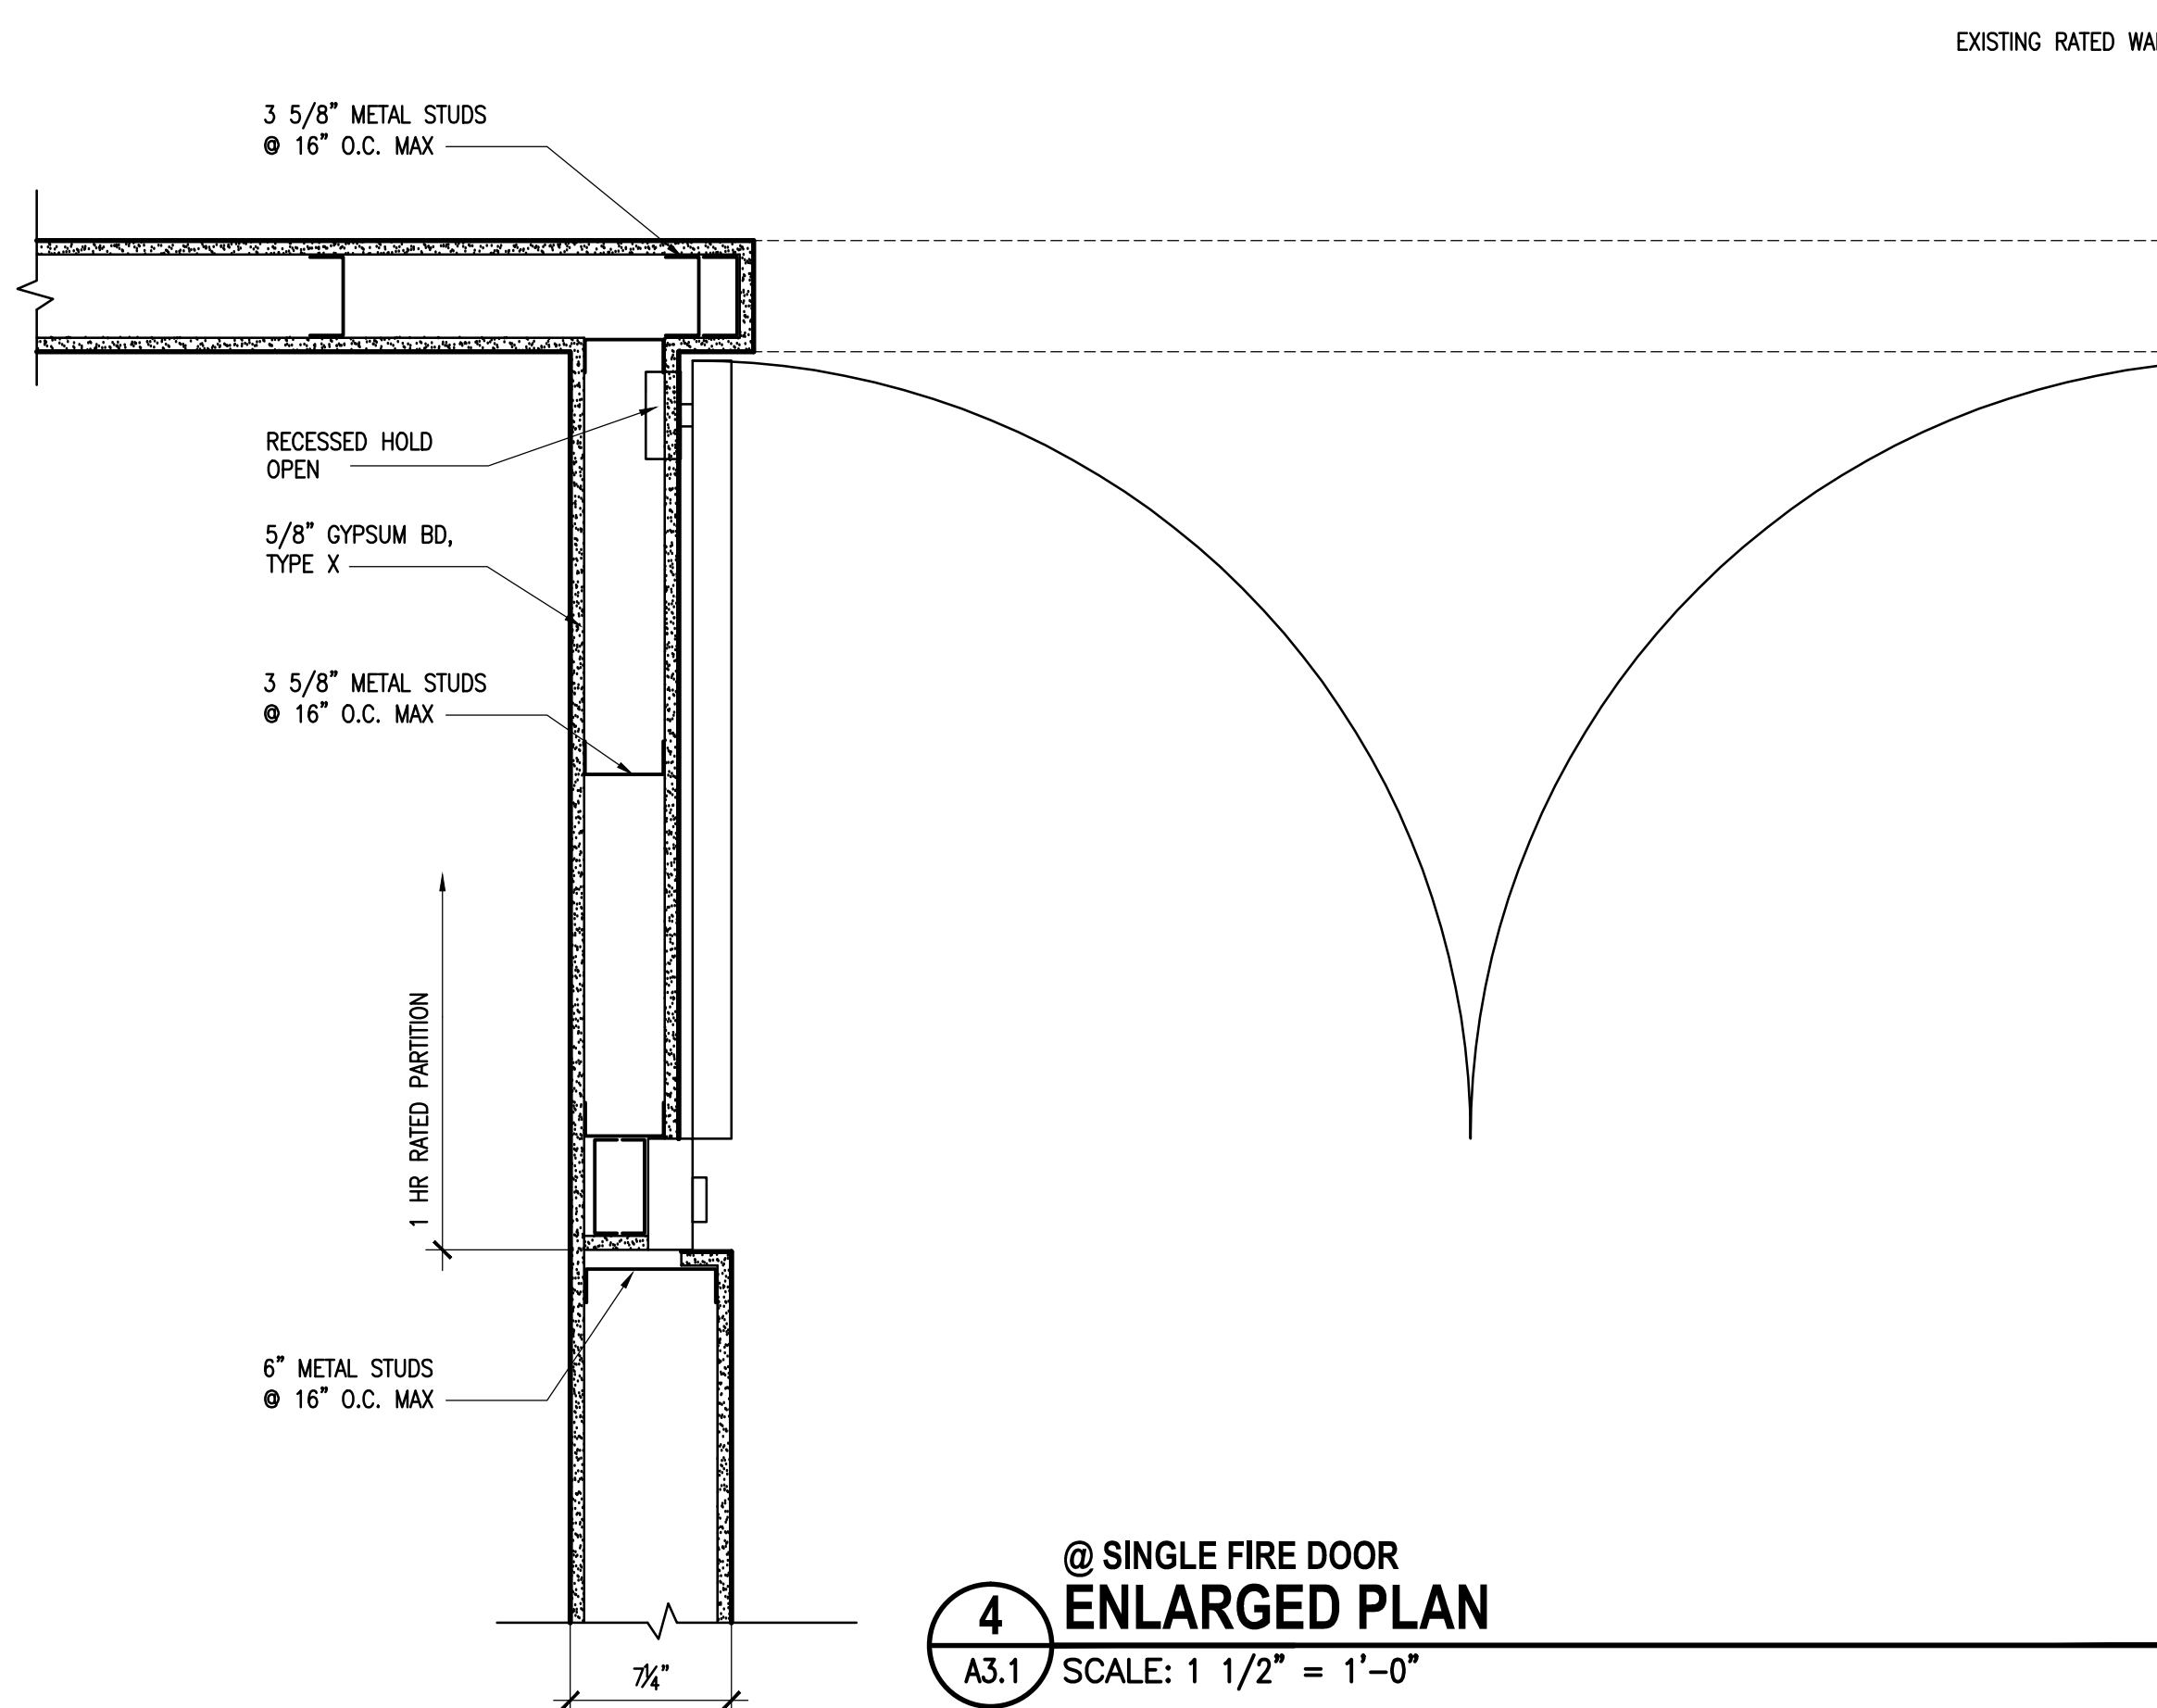 EXISTING RATED
3 5/8" METAL STUDS
@ 16" O.C. MAX
RECESSED HOLD
OPEN
5/8" GYPSUM BD,
TYPE X
3 5/8" METAL STUDS
@ 16" O.C. MAX
1 HR RATED PARTITION
6" METAL STUDS
@ 16" O.C. MAX
7¼"
@ SINGLE FIRE DOOR
4
ENLARGED PLAN
A3.1
SCALE: 1 1/2" = 1'-0"